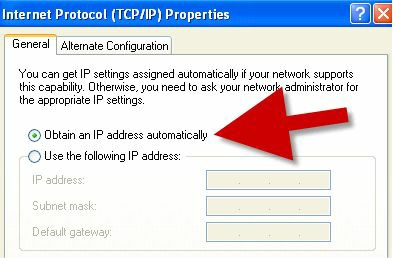 Internet Protocol (TCP/IP) Properties
General
Alternate Configuration
You can get IP settings assigned automatically if your network supports
this capability. Otherwise, you need to ask your network administrator for
the appropriate IP settings.
Obtain an IP address automatically
Use the following IP address:
IP address:
Subnet mask:
Default gateway: